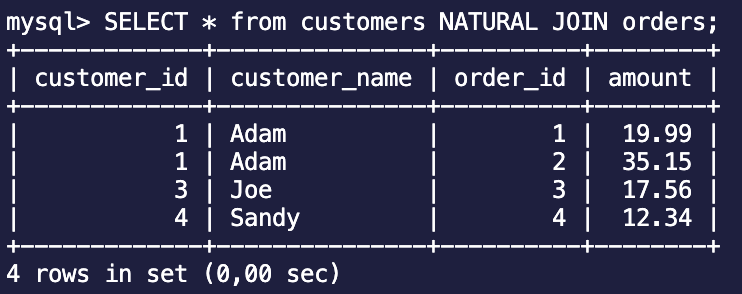 mysql> SELECT * from customers NATURAL JOIN orders;
+-------------+---------------+----------+--------+
| customer_id | customer_name | order_id | amount |
+-------------+---------------+----------+--------+
|           1 | Adam          |        1 |  19.99 |
|           1 | Adam          |        2 |  35.15 |
|           3 | Joe           |        3 |  17.56 |
|           4 | Sandy         |        4 |  12.34 |
+-------------+---------------+----------+--------+
4 rows in set (0,00 sec)